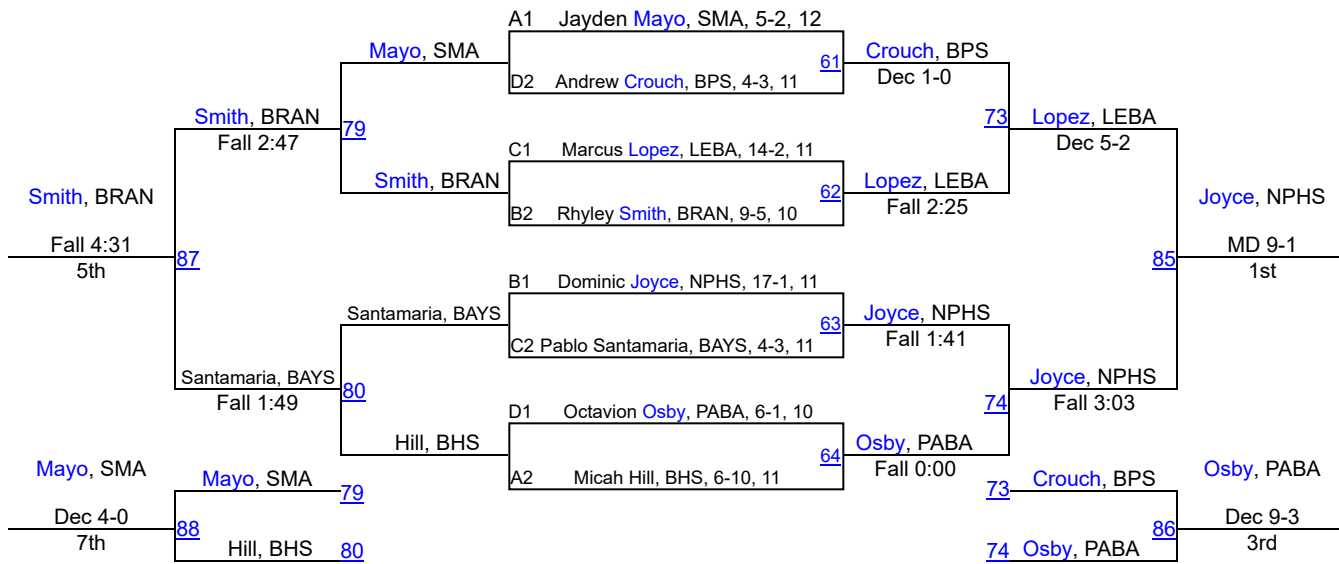 A1 Jayden Mayo, SMA, 5-2, 12
Mayo, SMA
61
Crouch, BPS
Dec 1-0
D2 Andrew Crouch, BPS, 4-3, 11
Smith, BRAN
Fall 2:47
79
73
Lopez, LEBA
Dec 5-2
C1 Marcus Lopez, LEBA, 14-2, 11
Smith, BRAN
62
Lopez, LEBA
Fall 2:25
B2 Rhyley Smith, BRAN, 9-5, 10
Smith, BRAN
Fall 4:31
5th
87
85
Joyce, NPHS
MD 9-1
1st
B1 Dominic Joyce, NPHS, 17-1, 11
Santamaria, BAYS
63
Joyce, NPHS
Fall 1:41
C2 Pablo Santamaria, BAYS, 4-3, 11
Santamaria, BAYS
Fall 1:49
80
74
Joyce, NPHS
Fall 3:03
D1 Octavion Osby, PABA, 6-1, 10
Hill, BHS
64
Osby, PABA
Fall 0:00
A2 Micah Hill, BHS, 6-10, 11
Mayo, SMA
Dec 4-0
7th
Mayo, SMA
79
88
Hill, BHS
80
73
Crouch, BPS
86
74
Osby, PABA
Osby, PABA
Dec 9-3
3rd